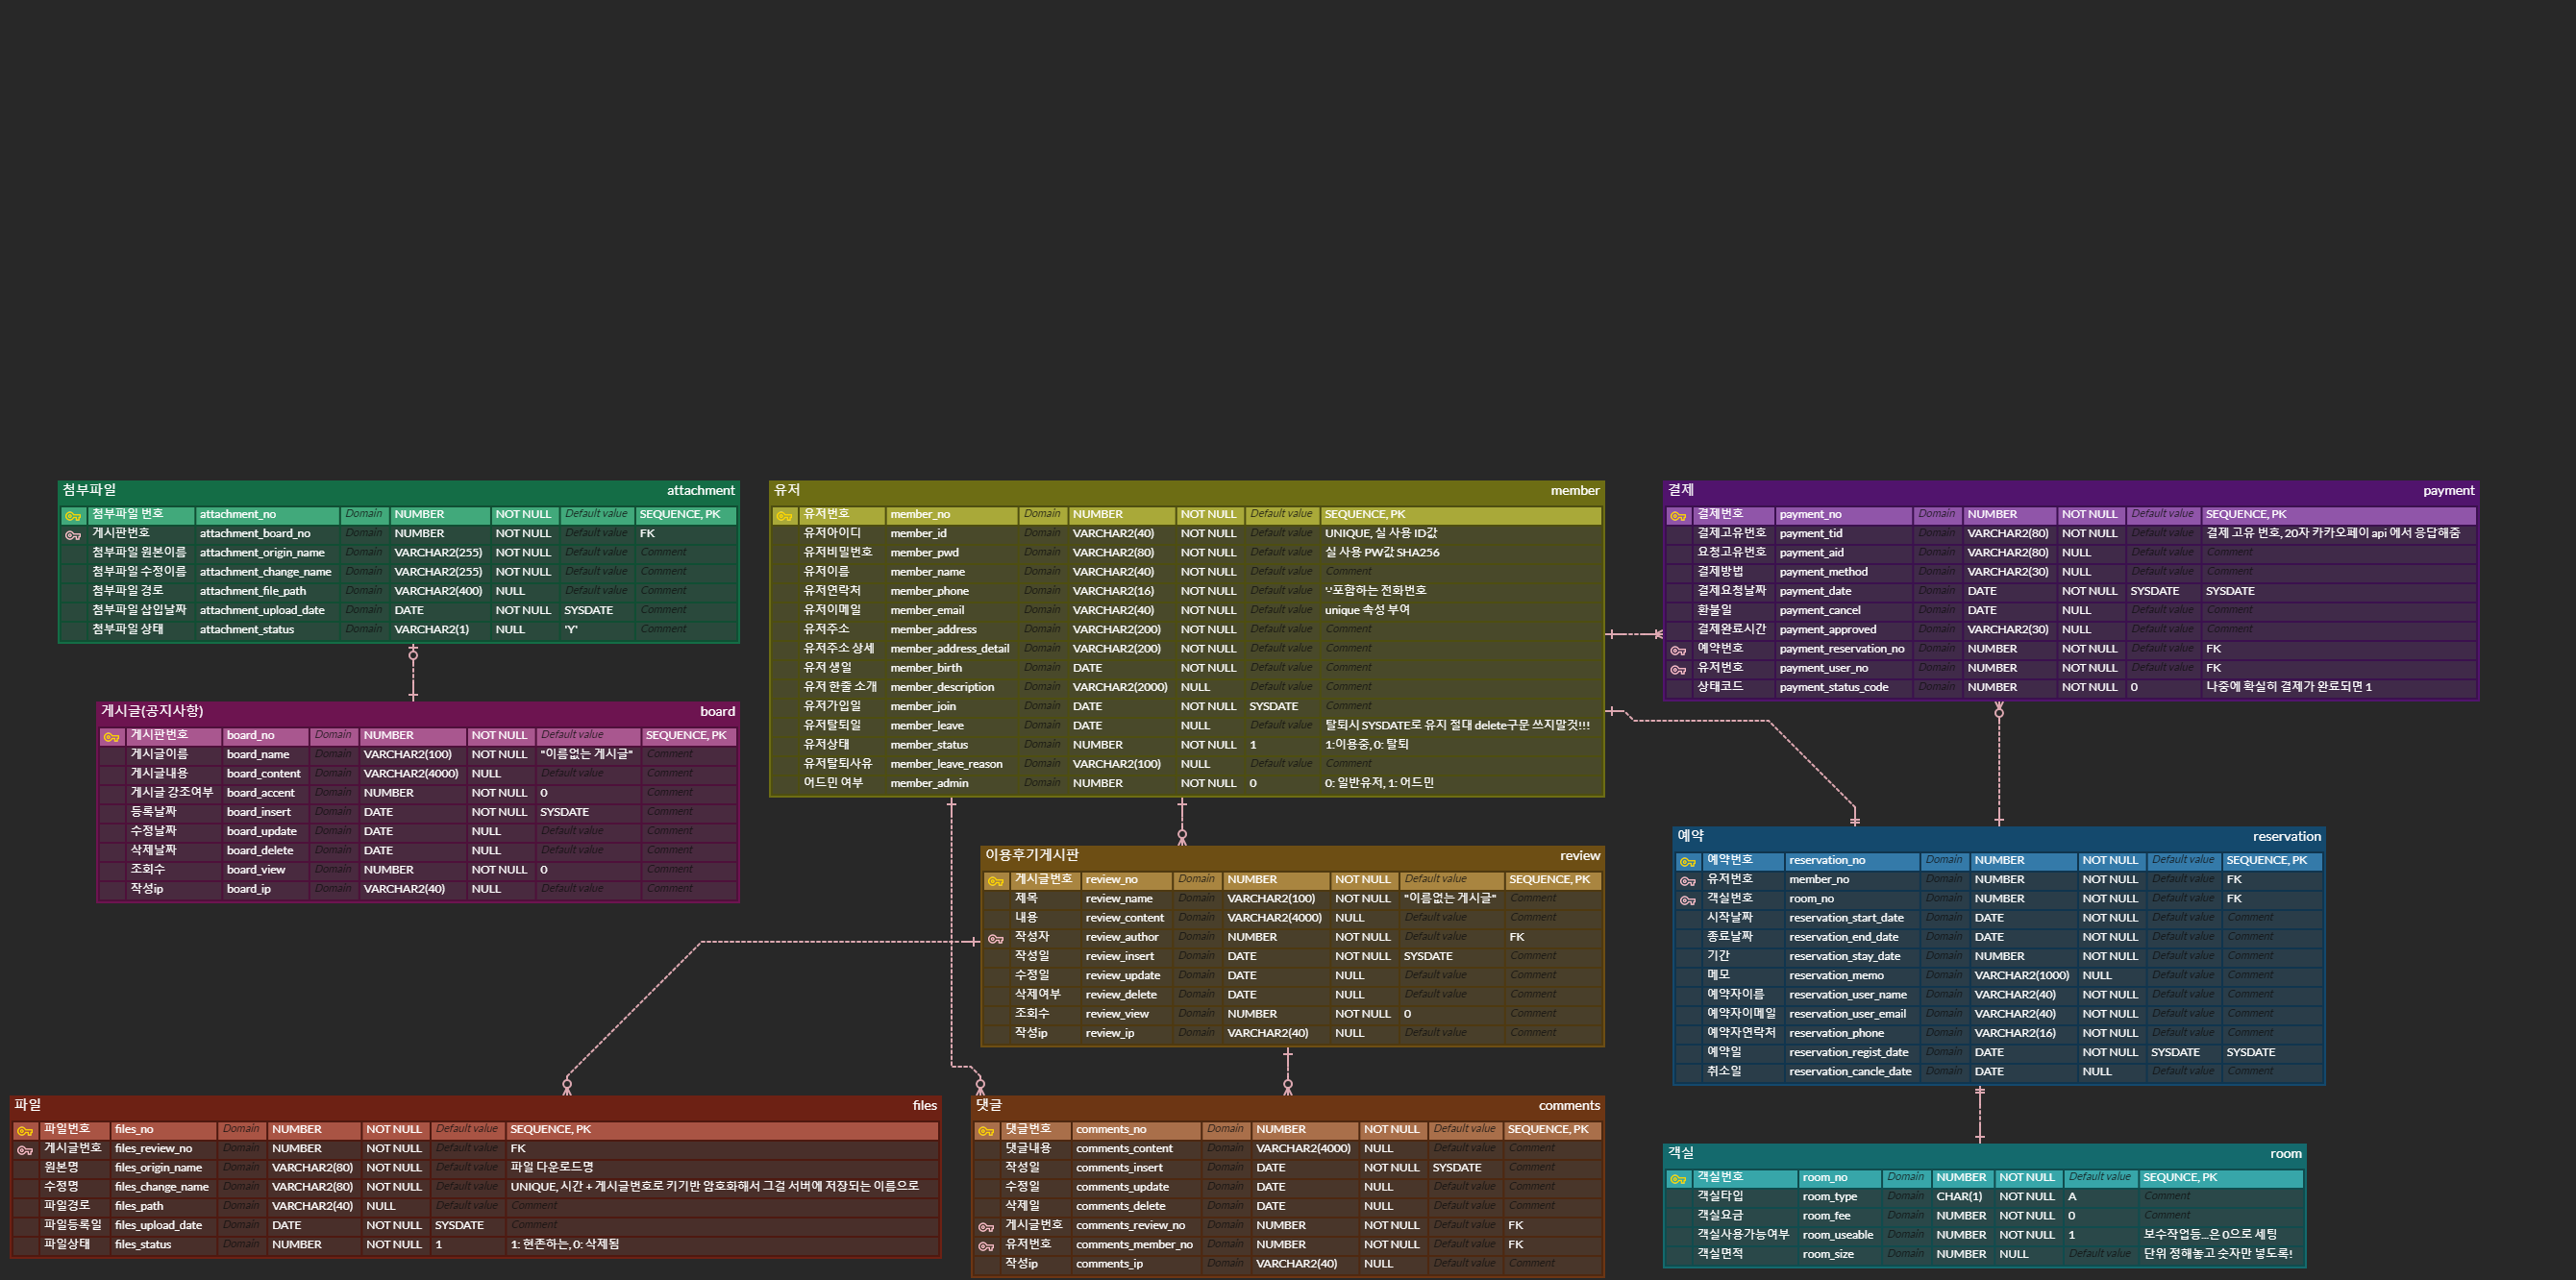 첨부파일 attachment
첨부파일 번호 attachment_no Domain NUMBER NOT NULL Default value SEQUENCE, PK
게시판번호 attachment_board_no Domain NUMBER NOT NULL Default value FK
첨부파일 원본이름 attachment_origin_name Domain VARCHAR2(255) NOT NULL Default value Comment
첨부파일 수정이름 attachment_change_name Domain VARCHAR2(255) NOT NULL Default value Comment
첨부파일 경로 attachment_file_path Domain VARCHAR2(400) NULL Default value Comment
첨부파일 삽입날짜 attachment_upload_date Domain DATE NOT NULL SYSDATE Comment
첨부파일 상태 attachment_status Domain VARCHAR2(1) NULL 'Y' Comment
게시글(공지사항) board
게시판번호 board_no Domain NUMBER NOT NULL Default value SEQUENCE, PK
게시글이름 board_name Domain VARCHAR2(100) NOT NULL "이름없는 게시글" Comment
게시글내용 board_content Domain VARCHAR2(4000) NULL Default value Comment
게시글 강조여부 board_accent Domain NUMBER NOT NULL 0 Comment
등록날짜 board_insert Domain DATE NOT NULL SYSDATE Comment
수정날짜 board_update Domain DATE NULL Default value Comment
삭제날짜 board_delete Domain DATE NULL Default value Comment
조회수 board_view Domain NUMBER NOT NULL 0 Comment
작성ip board_ip Domain VARCHAR2(40) NULL Default value Comment
유저 member
유저번호 member_no Domain NUMBER NOT NULL Default value SEQUENCE, PK
유저아이디 member_id Domain VARCHAR2(40) NOT NULL Default value UNIQUE, 실 사용 ID값
유저비밀번호 member_pwd Domain VARCHAR2(80) NOT NULL Default value 실 사용 PW값 SHA256
유저이름 member_name Domain VARCHAR2(40) NOT NULL Default value Comment
유저연락처 member_phone Domain VARCHAR2(16) NOT NULL Default value '-'포함하는 전화번호
유저이메일 member_email Domain VARCHAR2(40) NOT NULL Default value unique 속성 부여
유저주소 member_address Domain VARCHAR2(200) NOT NULL Default value Comment
유저주소 상세 member_address_detail Domain VARCHAR2(200) NOT NULL Default value Comment
유저 생일 member_birth Domain DATE NOT NULL Default value Comment
유저 한줄 소개 member_description Domain VARCHAR2(2000) NULL Default value Comment
유저가입일 member_join Domain DATE NOT NULL SYSDATE Comment
유저탈퇴일 member_leave Domain DATE NULL Default value 탈퇴시 SYSDATE로 유지 절대 delete구문 쓰지말것!!!
유저상태 member_status Domain NUMBER NOT NULL 1 1:이용중, 0: 탈퇴
유저탈퇴사유 member_leave_reason Domain VARCHAR2(100) NULL Default value Comment
어드민 여부 member_admin Domain NUMBER NOT NULL 0 0: 일반유저, 1: 어드민
결제 payment
결제번호 payment_no Domain NUMBER NOT NULL Default value SEQUENCE, PK
결제고유번호 payment_tid Domain VARCHAR2(80) NOT NULL Default value 결제 고유 번호, 20자 카카오페이 api 에서 응답해줌
요청고유번호 payment_aid Domain VARCHAR2(80) NULL Default value Comment
결제방법 payment_method Domain VARCHAR2(30) NULL Default value Comment
결제요청날짜 payment_date Domain DATE NOT NULL SYSDATE SYSDATE
환불일 payment_cancel Domain DATE NULL Default value Comment
결제완료시간 payment_approved Domain VARCHAR2(30) NULL Default value Comment
예약번호 payment_reservation_no Domain NUMBER NOT NULL Default value FK
유저번호 payment_user_no Domain NUMBER NOT NULL Default value FK
상태코드 payment_status_code Domain NUMBER NOT NULL 0 나중에 확실히 결제가 완료되면 1
이용후기게시판 review
게시글번호 review_no Domain NUMBER NOT NULL Default value SEQUENCE, PK
제목 review_name Domain VARCHAR2(100) NOT NULL "이름없는 게시글" Comment
내용 review_content Domain VARCHAR2(4000) NULL Default value Comment
작성자 review_author Domain NUMBER NOT NULL Default value FK
작성일 review_insert Domain DATE NOT NULL SYSDATE Comment
수정일 review_update Domain DATE NULL Default value Comment
삭제여부 review_delete Domain DATE NULL Default value Comment
조회수 review_view Domain NUMBER NOT NULL 0 Comment
작성ip review_ip Domain VARCHAR2(40) NULL Default value Comment
예약 reservation
예약번호 reservation_no Domain NUMBER NOT NULL Default value SEQUENCE, PK
유저번호 member_no Domain NUMBER NOT NULL Default value FK
객실번호 room_no Domain NUMBER NOT NULL Default value FK
시작날짜 reservation_start_date Domain DATE NOT NULL Default value Comment
종료날짜 reservation_end_date Domain DATE NOT NULL Default value Comment
기간 reservation_stay_date Domain NUMBER NOT NULL Default value Comment
메모 reservation_memo Domain VARCHAR2(1000) NULL Default value Comment
예약자이름 reservation_user_name Domain VARCHAR2(40) NOT NULL Default value Comment
예약자이메일 reservation_user_email Domain VARCHAR2(40) NOT NULL Default value Comment
예약자연락처 reservation_phone Domain VARCHAR2(16) NOT NULL Default value Comment
예약일 reservation_regist_date Domain DATE NOT NULL SYSDATE SYSDATE
취소일 reservation_cancle_date Domain DATE NULL Default value Comment
파일 files
파일번호 files_no Domain NUMBER NOT NULL Default value SEQUENCE, PK
게시글번호 files_review_no Domain NUMBER NOT NULL Default value FK
원본명 files_origin_name Domain VARCHAR2(80) NOT NULL Default value 파일 다운로드명
수정명 files_change_name Domain VARCHAR2(80) NOT NULL Default value UNIQUE, 시간 + 게시글번호로 키기반 암호화해서 그걸 서버에 저장되는 이름으로
파일경로 files_path Domain VARCHAR2(40) NULL Default value Comment
파일등록일 files_upload_date Domain DATE NOT NULL SYSDATE Comment
파일상태 files_status Domain NUMBER NOT NULL 1 1: 현존하는, 0: 삭제됨
댓글 comments
댓글번호 comments_no Domain NUMBER NOT NULL Default value SEQUENCE, PK
댓글내용 comments_content Domain VARCHAR2(4000) NULL Default value Comment
작성일 comments_insert Domain DATE NOT NULL SYSDATE Comment
수정일 comments_update Domain DATE NULL Default value Comment
삭제일 comments_delete Domain DATE NULL Default value Comment
게시글번호 comments_review_no Domain NUMBER NOT NULL Default value FK
유저번호 comments_member_no Domain NUMBER NOT NULL Default value FK
작성ip comments_ip Domain VARCHAR2(40) NULL Default value Comment
객실 room
객실번호 room_no Domain NUMBER NOT NULL Default value SEQUNCE, PK
객실타입 room_type Domain CHAR(1) NOT NULL A Comment
객실요금 room_fee Domain NUMBER NOT NULL 0 Comment
객실사용가능여부 room_useable Domain NUMBER NOT NULL 1 보수작업등...은 0으로 세팅
객실면적 room_size Domain NUMBER NULL Default value 단위 정해놓고 숫자만 넣도록!